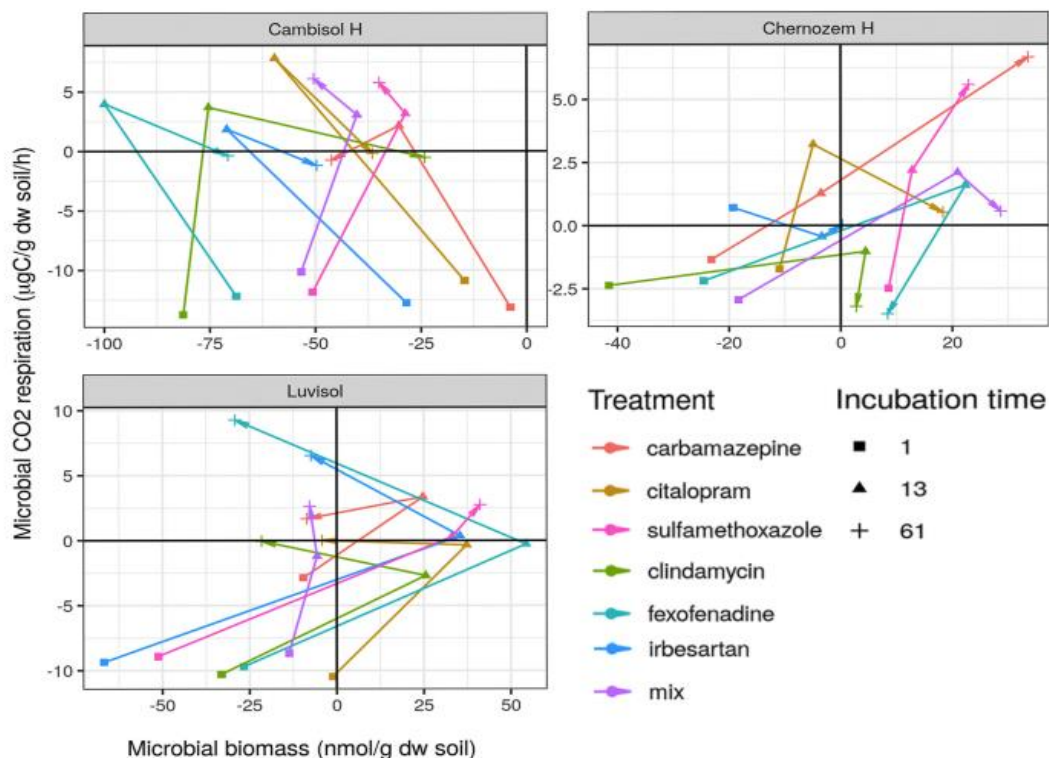 Cambisol H
Chernozem H
5
0
-5
-10
-100
-75
-50
-25
0
5.0
2.5
0.0
-2.5
-40
-20
0
20
Microbial CO2 respiration (µgC/g dw soil/h)
Luvisol
10
5
0
-5
-10
-50
-25
0
25
50
Microbial biomass (nmol/g dw soil)
Treatment
carbamazepine
citalopram
sulfamethoxazole
clindamycin
fexofenadine
irbesartan
mix
Incubation time
1
13
61